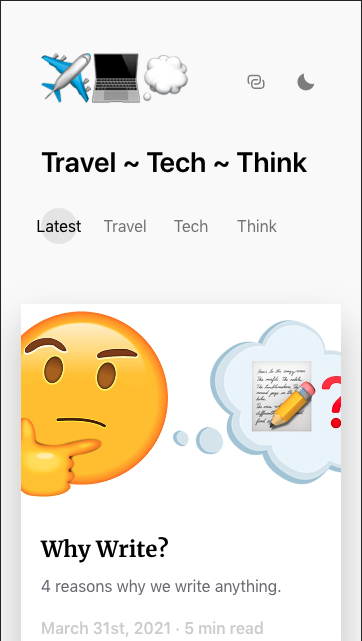 Travel ~ Tech ~ Think
Latest Travel Tech Think
?
Why Write?
4 reasons why we write anything.
March 31st, 2021 · 5 min read